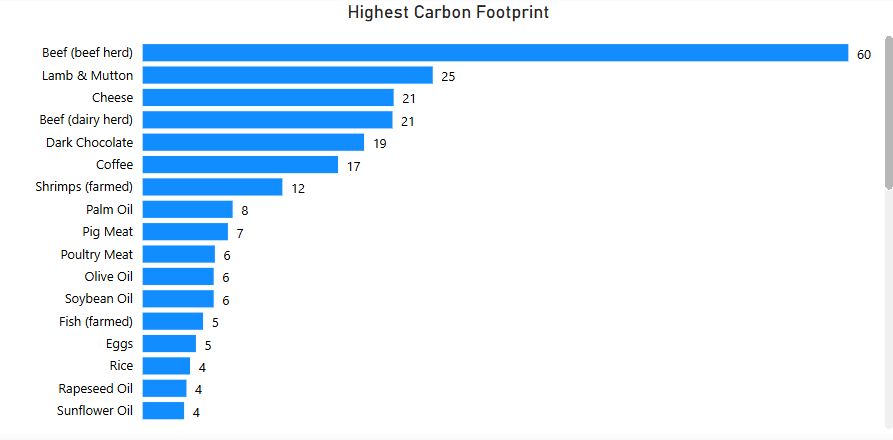 Highest Carbon Footprint
Beef (beef herd) 60
Lamb & Mutton 25
Cheese 21
Beef (dairy herd) 21
Dark Chocolate 19
Coffee 17
Shrimps (farmed) 12
Palm Oil 8
Pig Meat 7
Poultry Meat 6
Olive Oil 6
Soybean Oil 6
Fish (farmed) 5
Eggs 5
Rice 4
Rapeseed Oil 4
Sunflower Oil 4